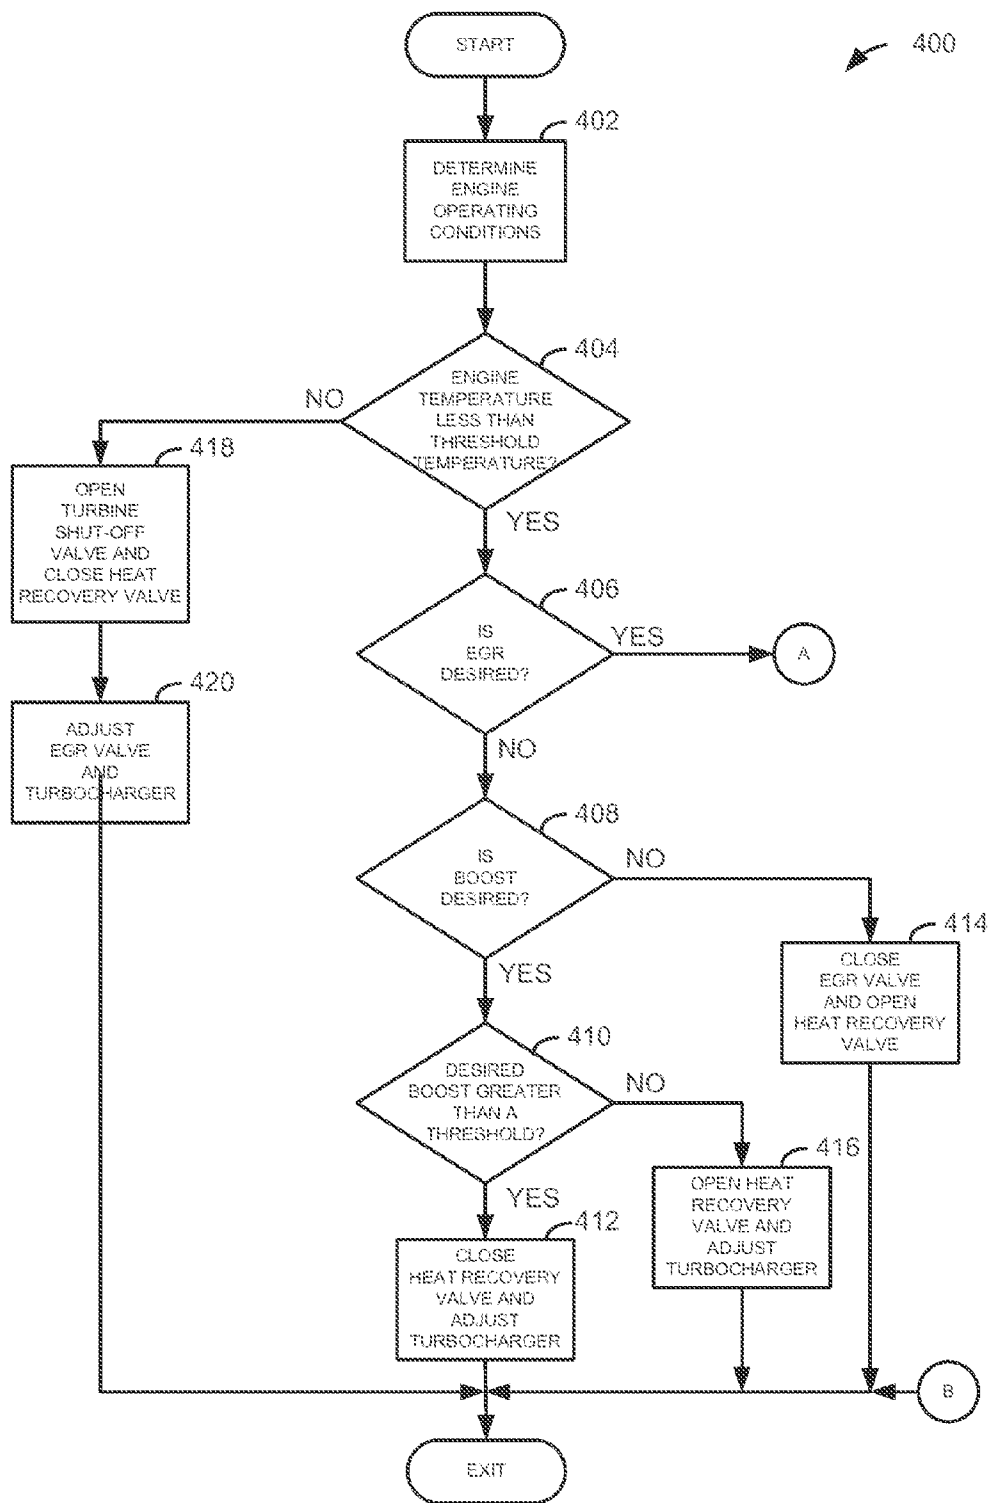 START
400
402
DETERMINE
ENGINE
OPERATING
CONDITIONS
404
ENGINE
TEMPERATURE
LESS THAN
THRESHOLD
TEMPERATURE?
NO
YES
418
OPEN
TURBINE
SHUT-OFF
VALVE AND
CLOSE HEAT
RECOVERY VALVE
406
IS
EGR
DESIRED?
YES
A
NO
420
ADJUST
EGR VALVE
AND
TURBOCHARGER
408
IS
BOOST
DESIRED?
NO
YES
414
CLOSE
EGR VALVE
AND OPEN
HEAT RECOVERY
VALVE
410
DESIRED
BOOST GREATER
THAN A
THRESHOLD?
NO
YES
416
OPEN HEAT
RECOVERY
VALVE AND
ADJUST
TURBOCHARGER
412
CLOSE
HEAT RECOVERY
VALVE AND
ADJUST
TURBOCHARGER
B
EXIT